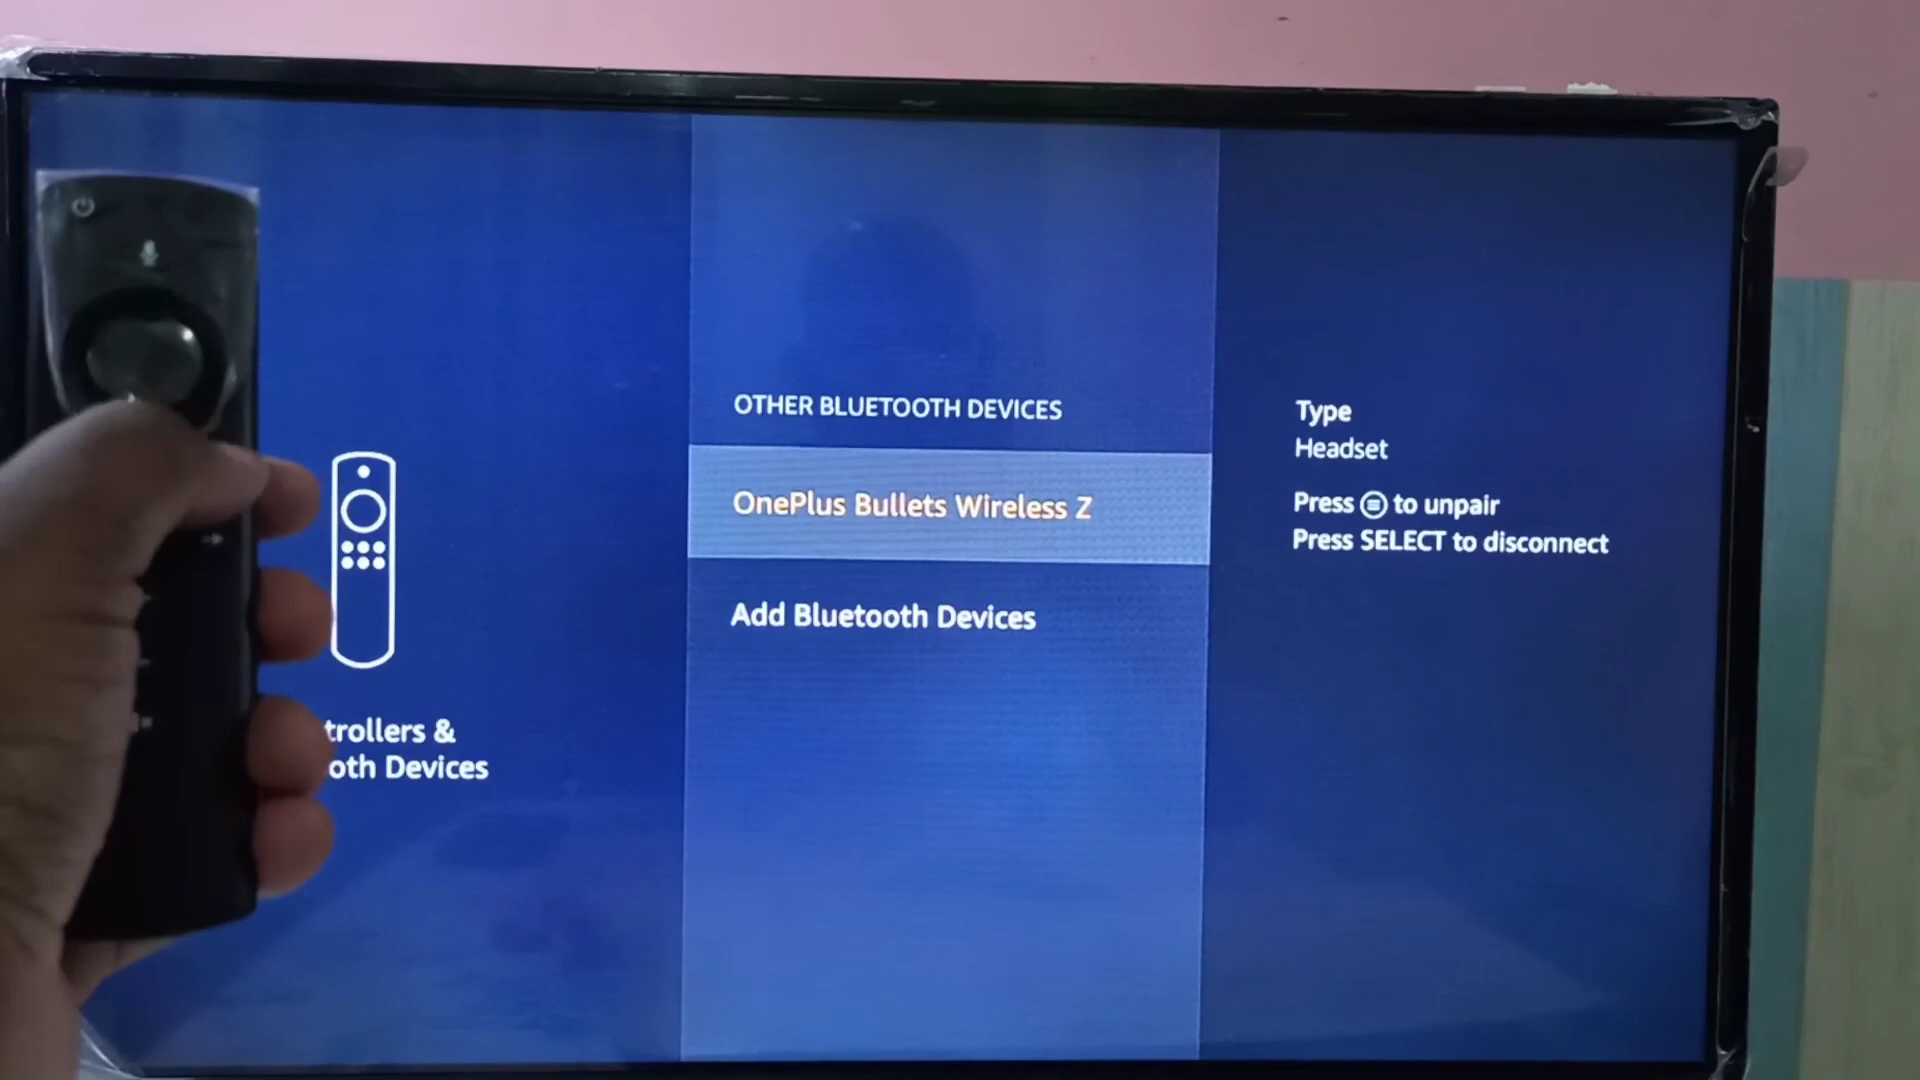 OTHER BLUETOOTH DEVICES
OnePlus Bullets Wireless Z
Add Bluetooth Devices
Type
Headset
Press to unpair
Press SELECT to disconnect
trollers &
oth Devices